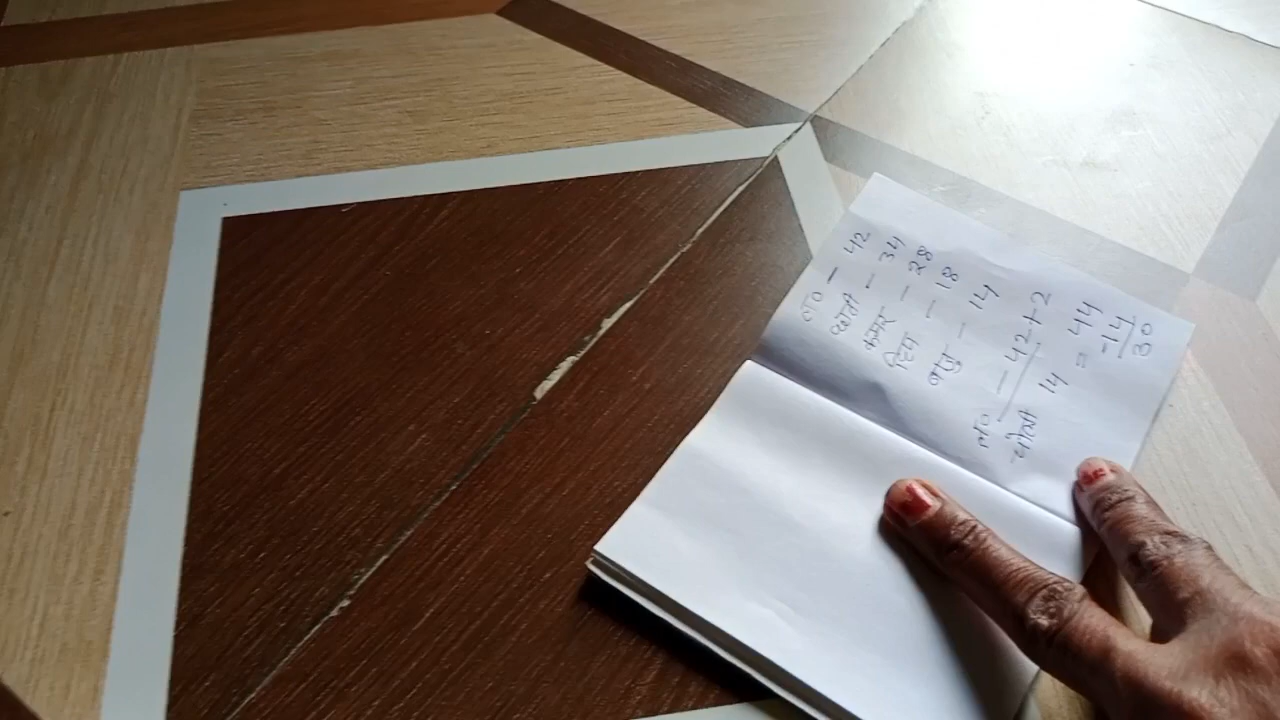 ल० – 42
छाती – 34
कमर – 28
हिप – 18
बाजु – 14
ल० – 42+2
चोली 14 = 44
-14
30